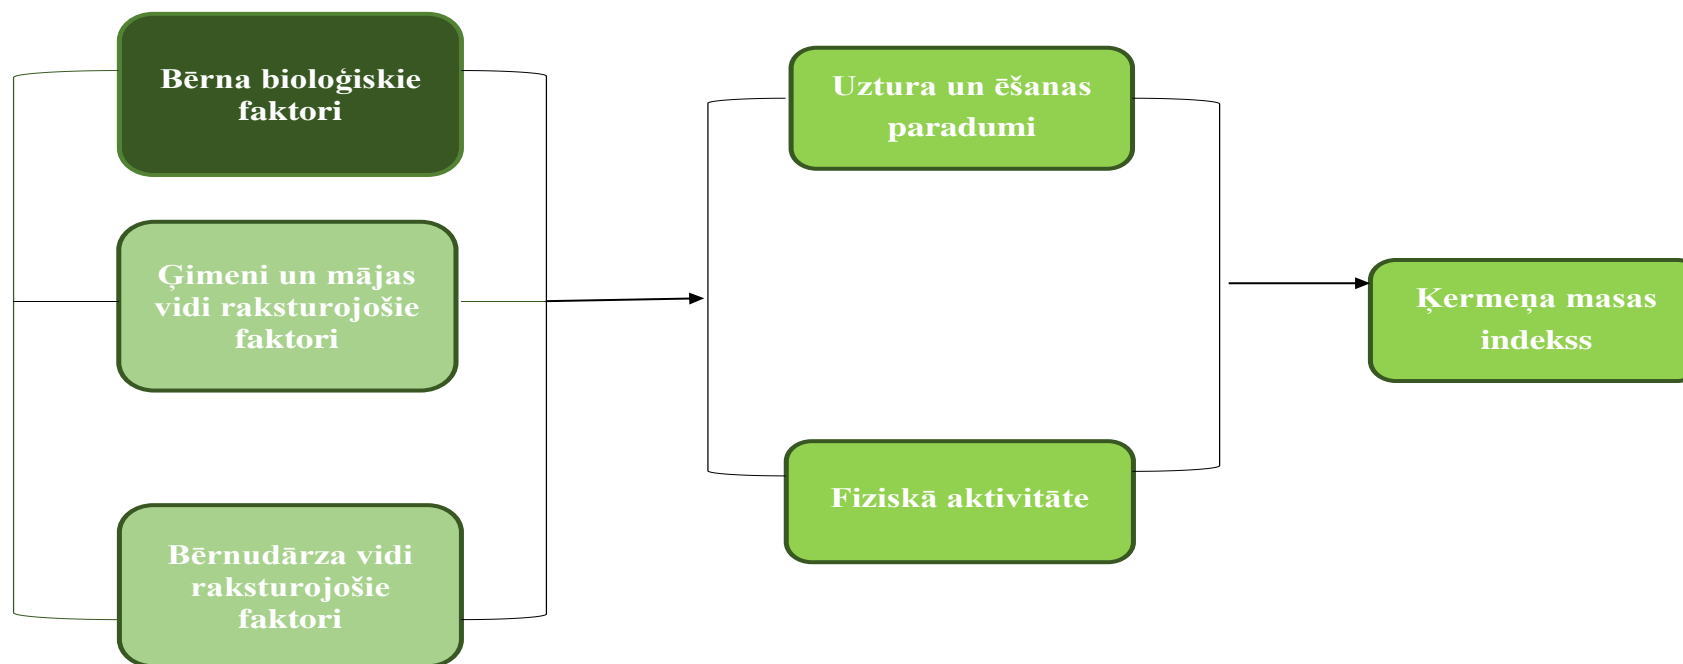 Bērna bioloģiskie
faktori
Ģimeni un mājas
vidi raksturojošie
faktori
Bērnudārza vidi
raksturojošie
faktori
Uztura un ēšanas
paradumi
Fiziskā aktivitāte
Ķermeņa masas
indekss